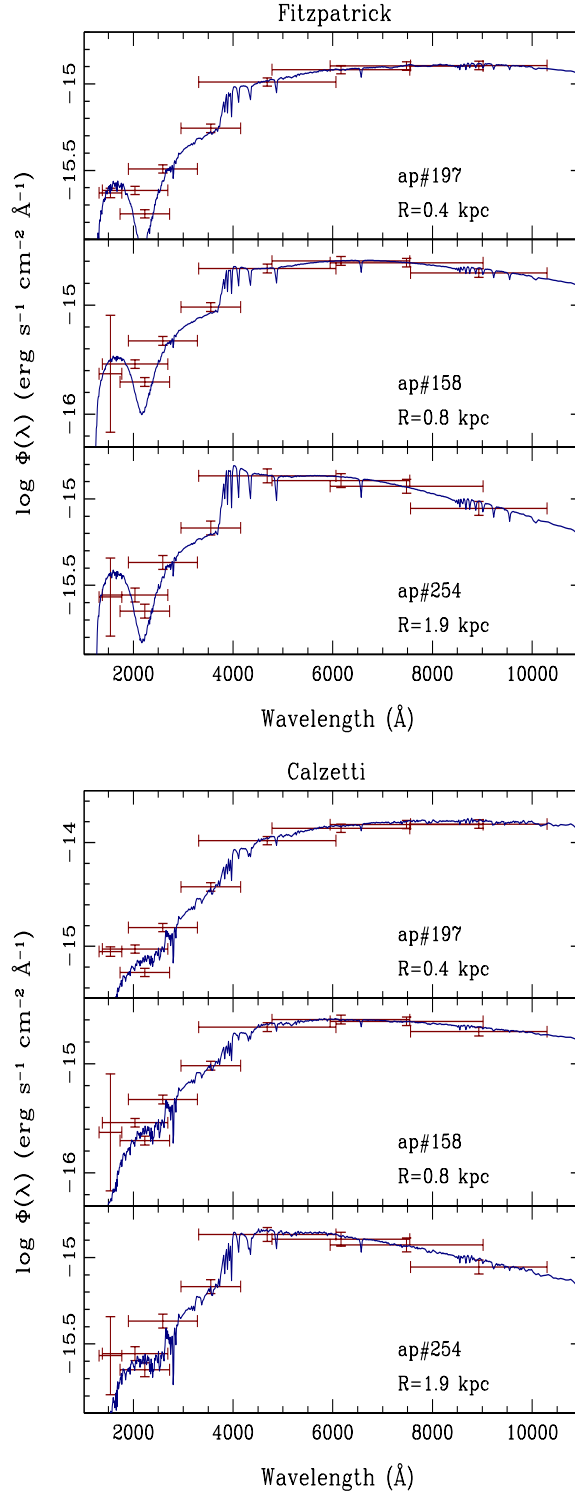 Fitzpatrick
−15
−15.5
ap#197
R=0.4 kpc
−15
−16
ap#158
R=0.8 kpc
−15
−15.5
ap#254
R=1.9 kpc
log Φ(λ) (erg s⁻¹ cm⁻² Å⁻¹)
2000 4000 6000 8000 10000
Wavelength (Å)
Calzetti
−14
−15
ap#197
R=0.4 kpc
−15
−16
ap#158
R=0.8 kpc
−15
−15.5
ap#254
R=1.9 kpc
log Φ(λ) (erg s⁻¹ cm⁻² Å⁻¹)
2000 4000 6000 8000 10000
Wavelength (Å)